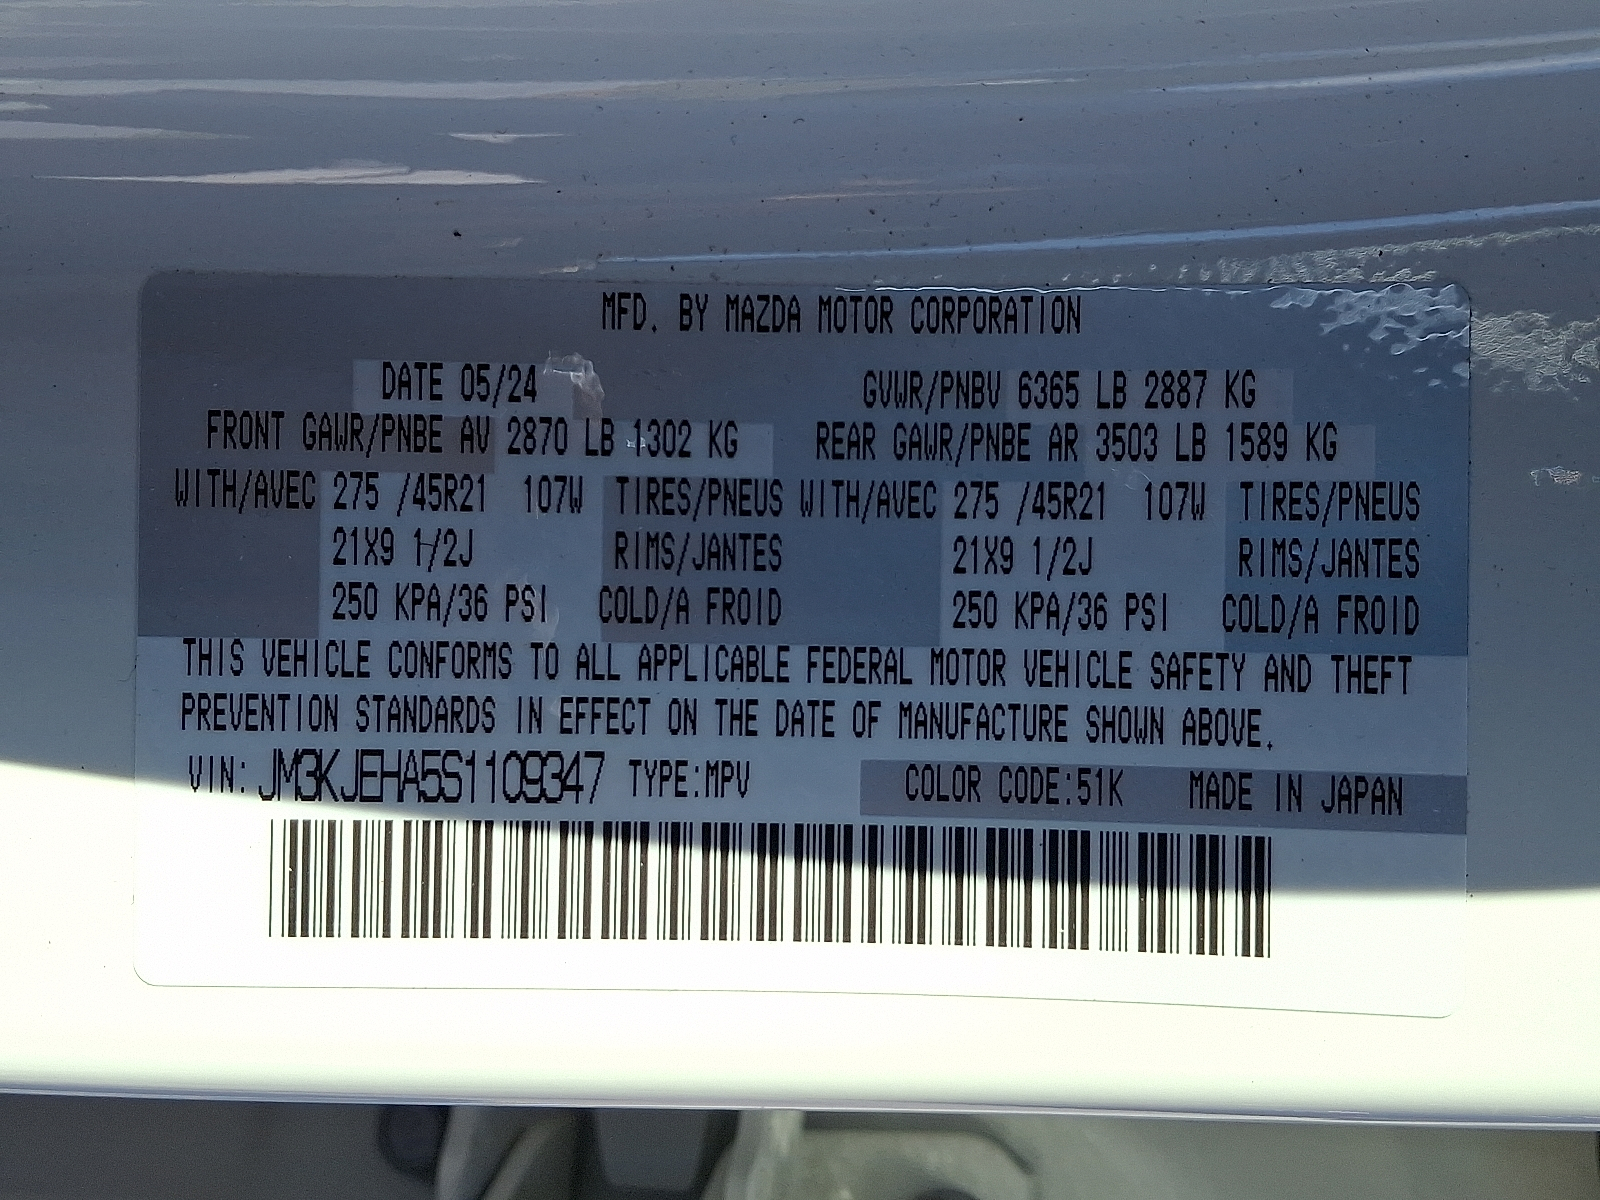 MFD. BY MAZDA MOTOR CORPORATION
DATE 05/24 GVWR/PNBV 6365 LB 2887 KG
FRONT GAWR/PNBE AV 2870 LB 1302 KG REAR GAWR/PNBE AR 3503 LB 1589 KG
WITH/AVEC 275 /45R21 107W TIRES/PNEUS WITH/AVEC 275 /45R21 107W TIRES/PNEUS
21X9 1/2J RIMS/JANTES 21X9 1/2J RIMS/JANTES
250 KPA/36 PSI COLD/A FROID 250 KPA/36 PSI COLD/A FROID
THIS VEHICLE CONFORMS TO ALL APPLICABLE FEDERAL MOTOR VEHICLE SAFETY AND THEFT
PREVENTION STANDARDS IN EFFECT ON THE DATE OF MANUFACTURE SHOWN ABOVE.
VIN: JM3KJEHA5S1109347 TYPE:MPV COLOR CODE:51K MADE IN JAPAN